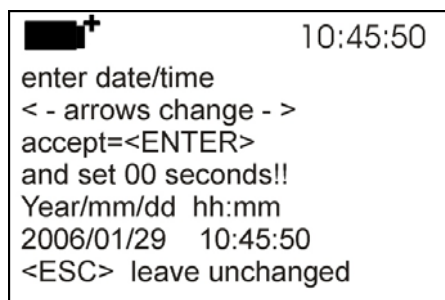 10:45:50
enter date/time
< - arrows change - >
accept=<ENTER>
and set 00 seconds!!
Year/mm/dd hh:mm
2006/01/29 10:45:50
<ESC> leave unchanged